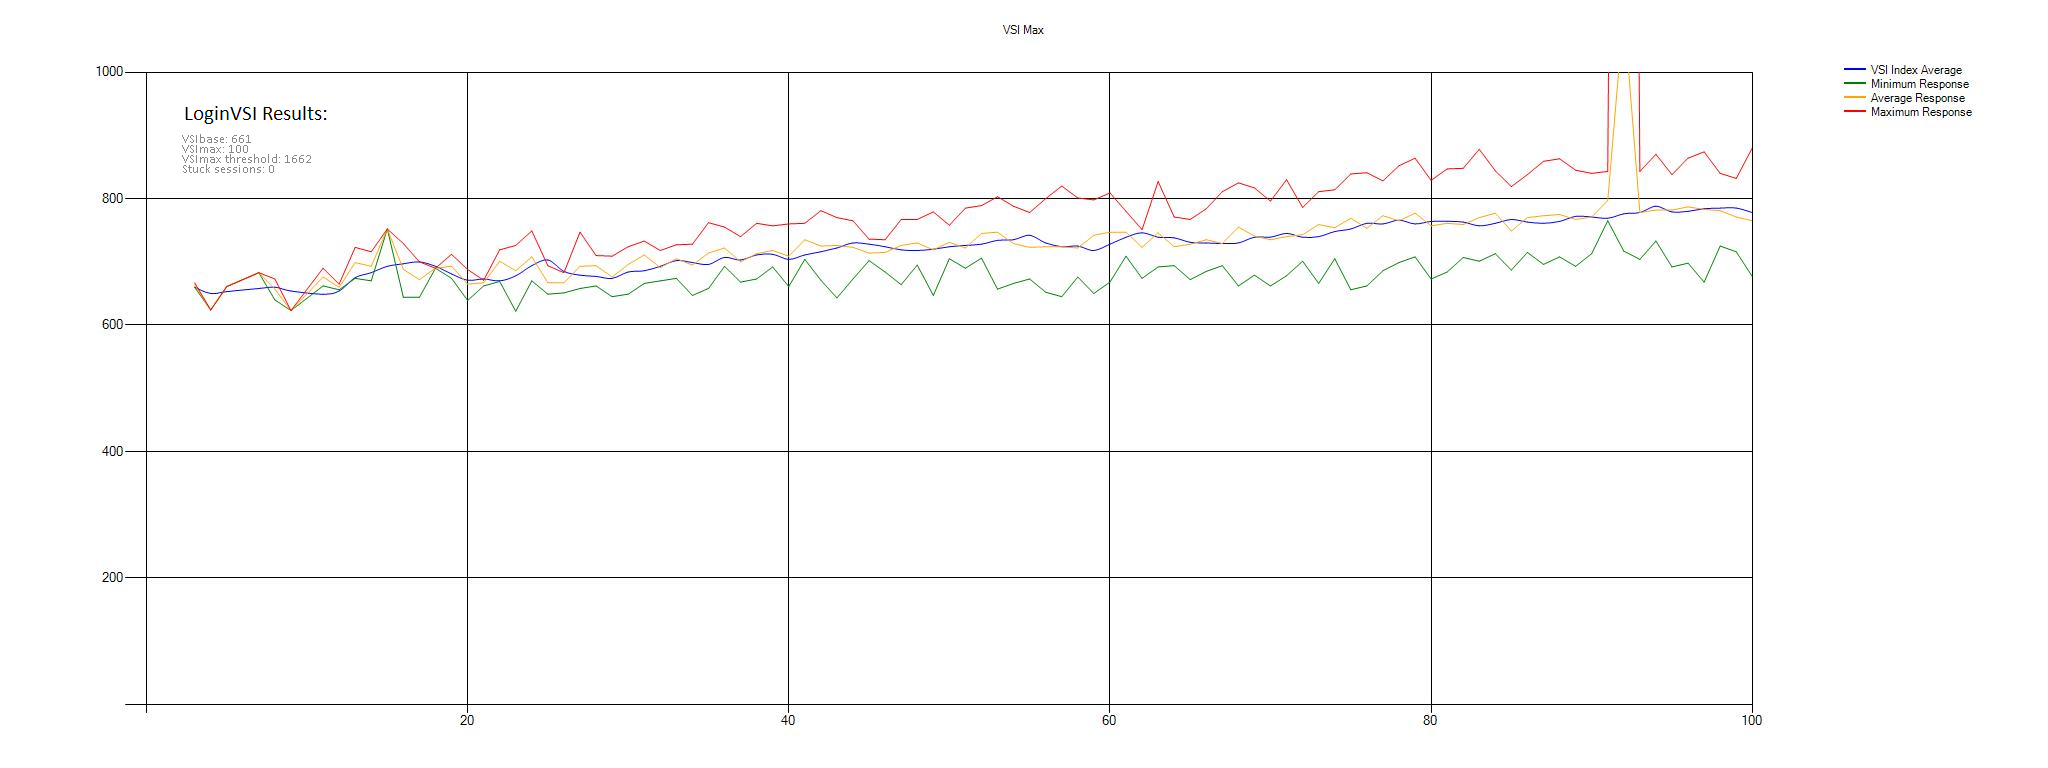 VSI Max
1000
800
600
400
200
20
40
60
80
100
LoginVSI Results:
VSIbase: 661
VSImax: 100
VSImax threshold: 1662
Stuck sessions: 0
VSI Index Average
Minimum Response
Average Response
Maximum Response